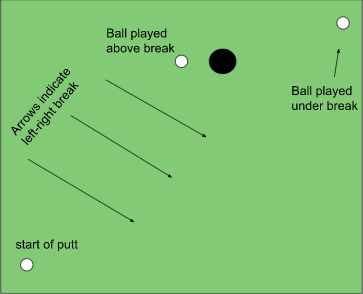 Ball played
above break
Arrows indicate
left-right break
Ball played
under break
start of putt